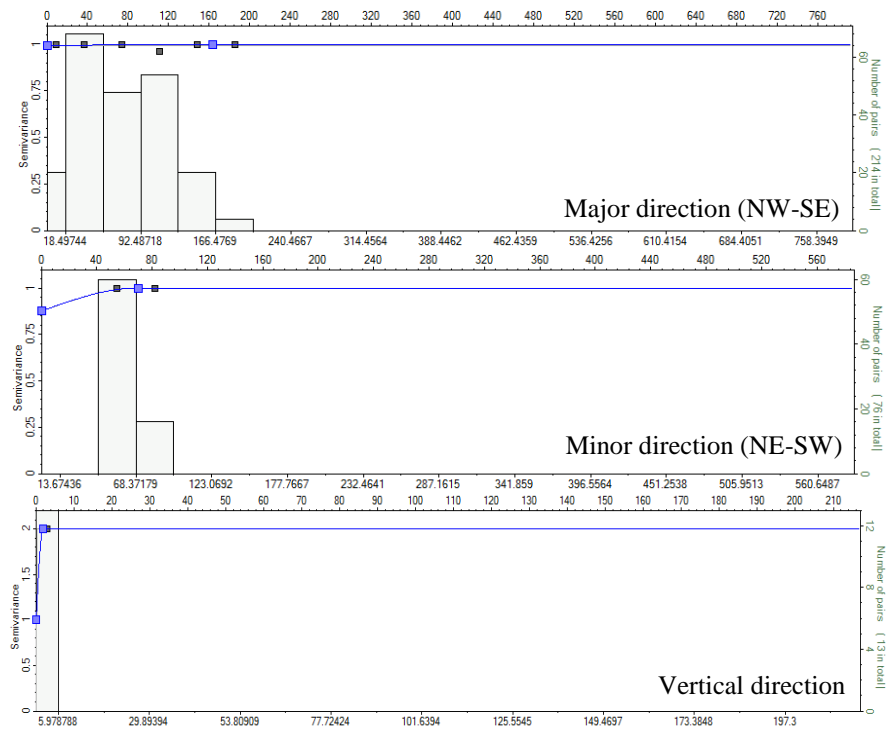 0 40 80 120 160 200 240 280 320 360 400 440 480 520 560 600 640 680 720 760
Semivariance
0 0.25 0.5 0.75 1
0 20 40 60
Number of pairs ( 214 in total|
Major direction (NW-SE)
18.49744 92.48718 166.4769 240.4667 314.4564 388.4462 462.4359 536.4256 610.4154 684.4051 758.3949
0 40 80 120 160 200 240 280 320 360 400 440 480 520 560
Semivariance
0 0.25 0.5 0.75 1
0 20 40 60
Number of pairs ( 76 in total|
Minor direction (NE-SW)
13.67436 68.37179 123.0692 177.7667 232.4641 287.1615 341.859 396.5564 451.2538 505.9513 560.6487
0 10 20 30 40 50 60 70 80 90 100 110 120 130 140 150 160 170 180 190 200 210
Semivariance
0 0.5 1 1.5 2
0 4 8 12
Number of pairs ( 13 in total|
Vertical direction
5.978788 29.89394 53.80909 77.72424 101.6394 125.5545 149.4697 173.3848 197.3